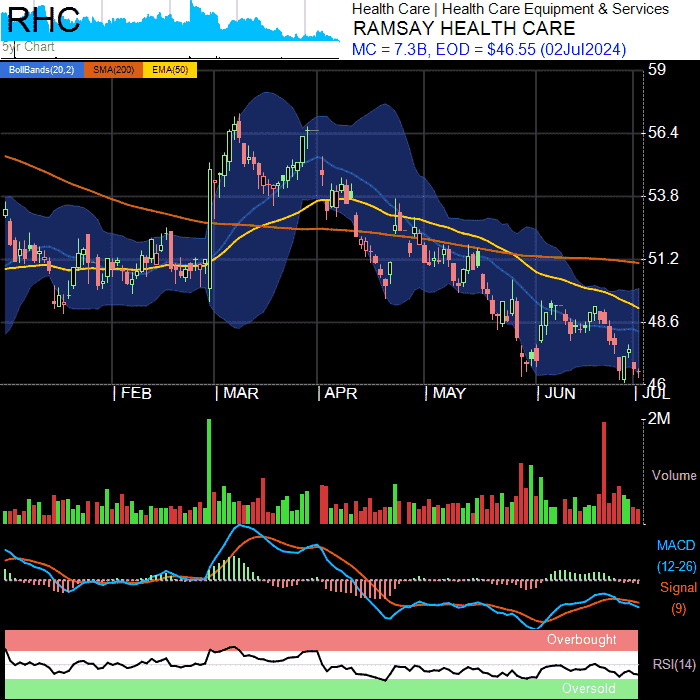 RHC
5yr Chart
Health Care | Health Care Equipment & Services
RAMSAY HEALTH CARE
MC = 7.3B, EOD = $46.55 (02Jul2024)
BollBands(20,2) SMA(200) EMA(50)
59
56.4
53.8
51.2
48.6
46
FEB MAR APR MAY JUN JUL
2M
Volume
MACD
(12-26)
Signal
(9)
Overbought
RSI(14)
Oversold